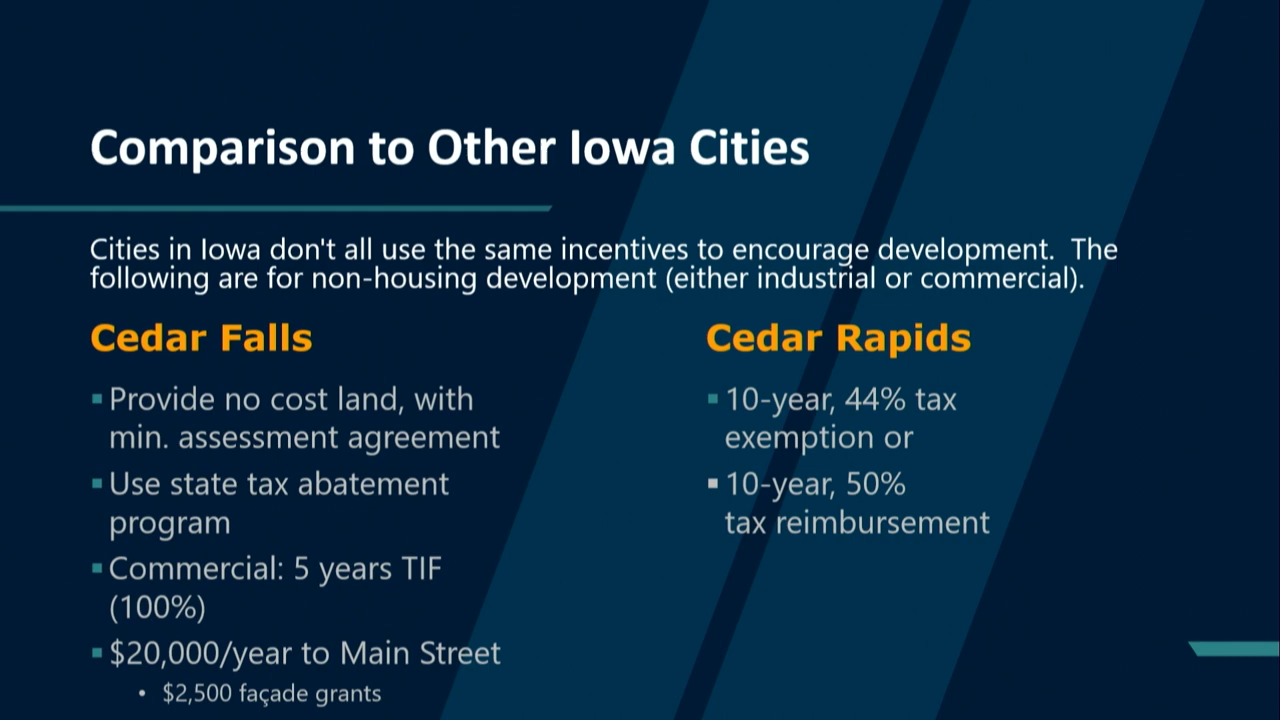 Comparison to Other Iowa Cities
Cities in Iowa don't all use the same incentives to encourage development.  The
following are for non-housing development (either industrial or commercial).
Cedar Falls
▪ Provide no cost land, with
min. assessment agreement
▪ Use state tax abatement
program
▪ Commercial: 5 years TIF
(100%)
▪ $20,000/year to Main Street
• $2,500 façade grants
Cedar Rapids
▪ 10-year, 44% tax
exemption or
▪ 10-year, 50%
tax reimbursement